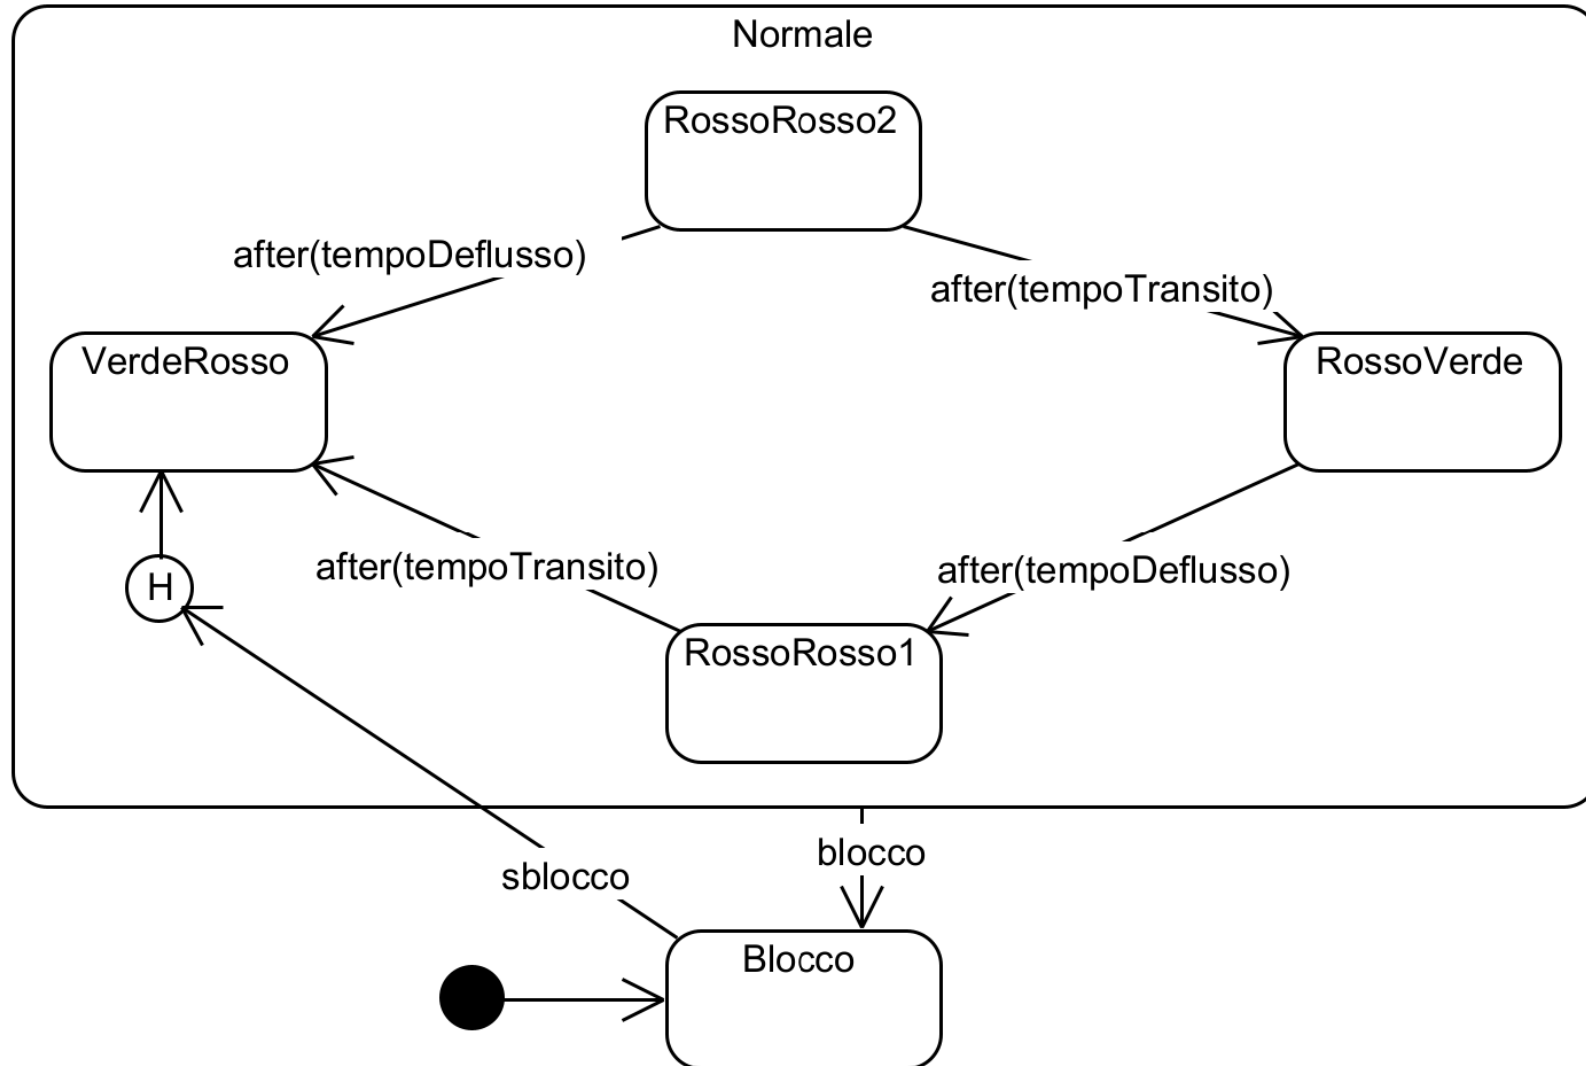 Normale
RossoRosso2
after(tempoDeflusso)
after(tempoTransito)
VerdeRosso
RossoVerde
after(tempoTransito)
after(tempoDeflusso)
H
RossoRosso1
blocco
sblocco
Blocco